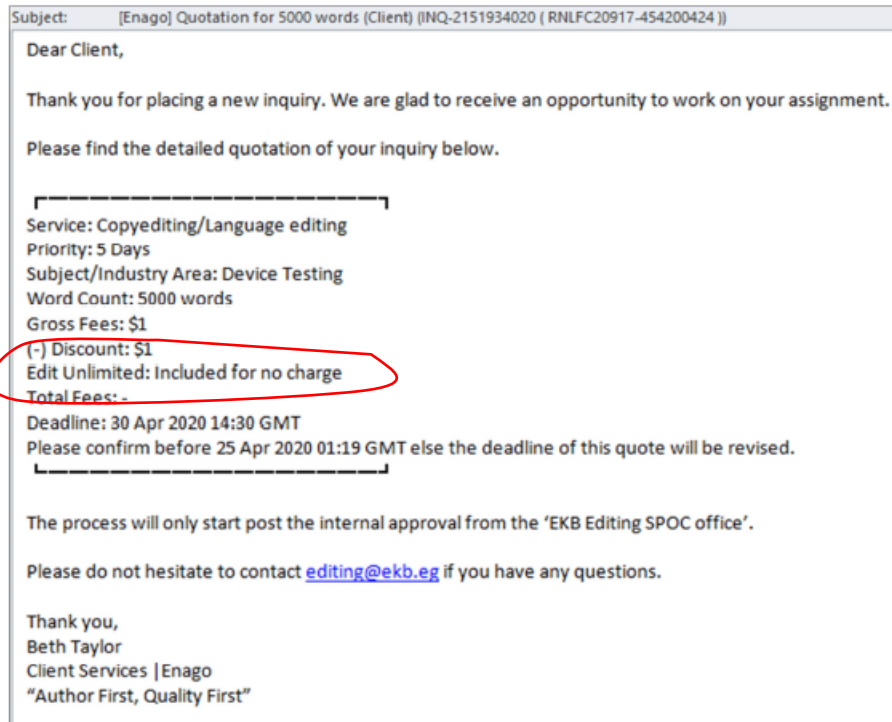 Subject: [Enago] Quotation for 5000 words (Client) (INQ-2151934020 ( RNLFC20917-454200424 ))
Dear Client,
Thank you for placing a new inquiry. We are glad to receive an opportunity to work on your assignment.
Please find the detailed quotation of your inquiry below.
Service: Copyediting/Language editing
Priority: 5 Days
Subject/Industry Area: Device Testing
Word Count: 5000 words
Gross Fees: $1
(-) Discount: $1
Edit Unlimited: Included for no charge
Total Fees: -
Deadline: 30 Apr 2020 14:30 GMT
Please confirm before 25 Apr 2020 01:19 GMT else the deadline of this quote will be revised.
The process will only start post the internal approval from the ‘EKB Editing SPOC office’.
Please do not hesitate to contact editing@ekb.eg if you have any questions.
Thank you,
Beth Taylor
Client Services |Enago
“Author First, Quality First”